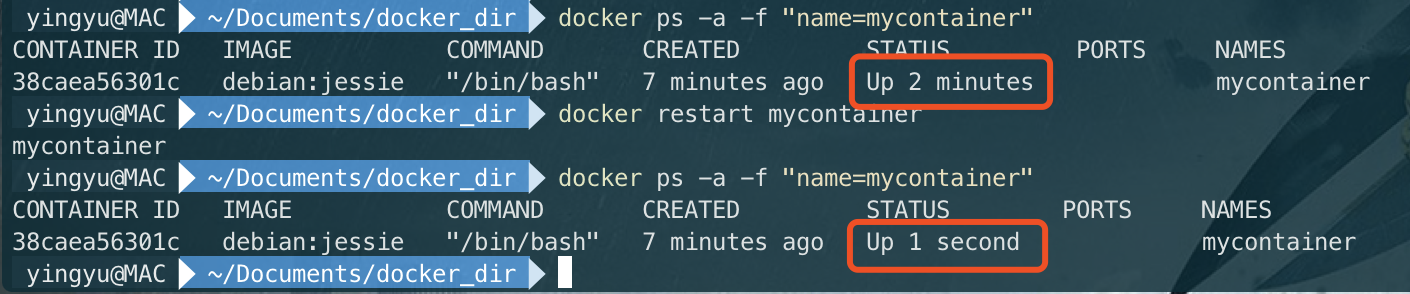 yingyu@MAC ~/Documents/docker_dir docker ps -a -f "name=mycontainer"
CONTAINER ID IMAGE COMMAND CREATED STATUS PORTS NAMES
38caea56301c debian:jessie "/bin/bash" 7 minutes ago Up 2 minutes mycontainer
yingyu@MAC ~/Documents/docker_dir docker restart mycontainer
mycontainer
yingyu@MAC ~/Documents/docker_dir docker ps -a -f "name=mycontainer"
CONTAINER ID IMAGE COMMAND CREATED STATUS PORTS NAMES
38caea56301c debian:jessie "/bin/bash" 7 minutes ago Up 1 second mycontainer
yingyu@MAC ~/Documents/docker_dir